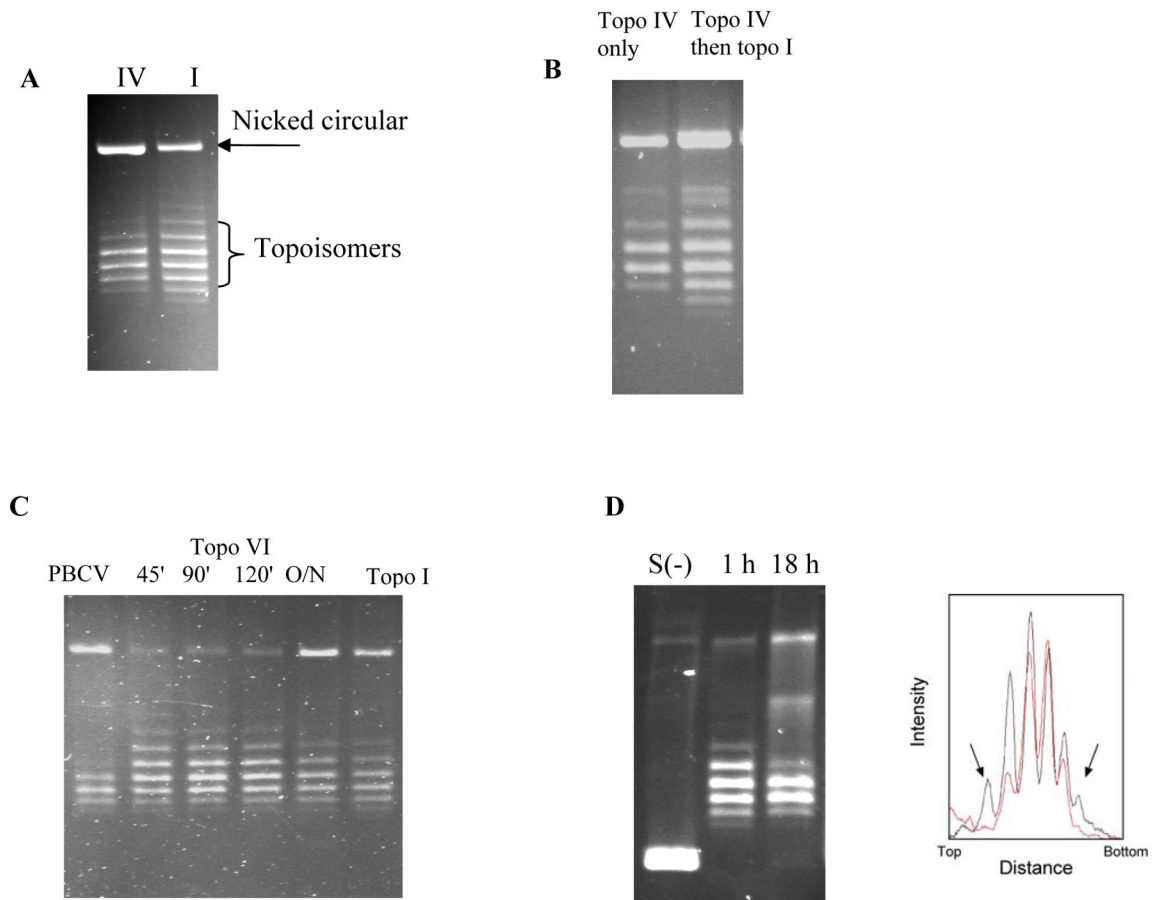 A
IV I
Nicked circular
Topoisomers
B
Topo IV Topo IV
only then topo I
C
Topo VI
PBCV 45' 90' 120' O/N Topo I
D
S(-) 1 h 18 h
Intensity
Top Bottom
Distance